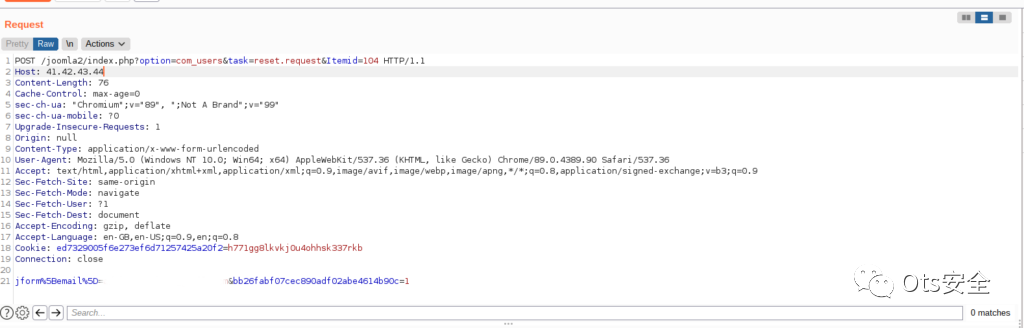 Request
Pretty Raw \n Actions
1 POST /joomla2/index.php?option=com_users&task=reset.request&Itemid=104 HTTP/1.1
2 Host: 41.42.43.44
3 Content-Length: 76
4 Cache-Control: max-age=0
5 sec-ch-ua: "Chromium";v="89", ";Not A Brand";v="99"
6 sec-ch-ua-mobile: ?0
7 Upgrade-Insecure-Requests: 1
8 Origin: null
9 Content-Type: application/x-www-form-urlencoded
10 User-Agent: Mozilla/5.0 (Windows NT 10.0; Win64; x64) AppleWebKit/537.36 (KHTML, like Gecko) Chrome/89.0.4389.90 Safari/537.36
11 Accept: text/html,application/xhtml+xml,application/xml;q=0.9,image/avif,image/webp,image/apng,*/*;q=0.8,application/signed-exchange;v=b3;q=0.9
12 Sec-Fetch-Site: same-origin
13 Sec-Fetch-Mode: navigate
14 Sec-Fetch-User: ?1
15 Sec-Fetch-Dest: document
16 Accept-Encoding: gzip, deflate
17 Accept-Language: en-GB,en-US;q=0.9,en;q=0.8
18 Cookie: ed7329005f6e273ef6d71257425a20f2=h771gg8lkvkj0u4ohhsk337rkb
19 Connection: close
20
21 jform%5Bemail%5D= &bb26fabf07cec890adf02abe4614b90c=1
Ots安全
Search... 0 matches